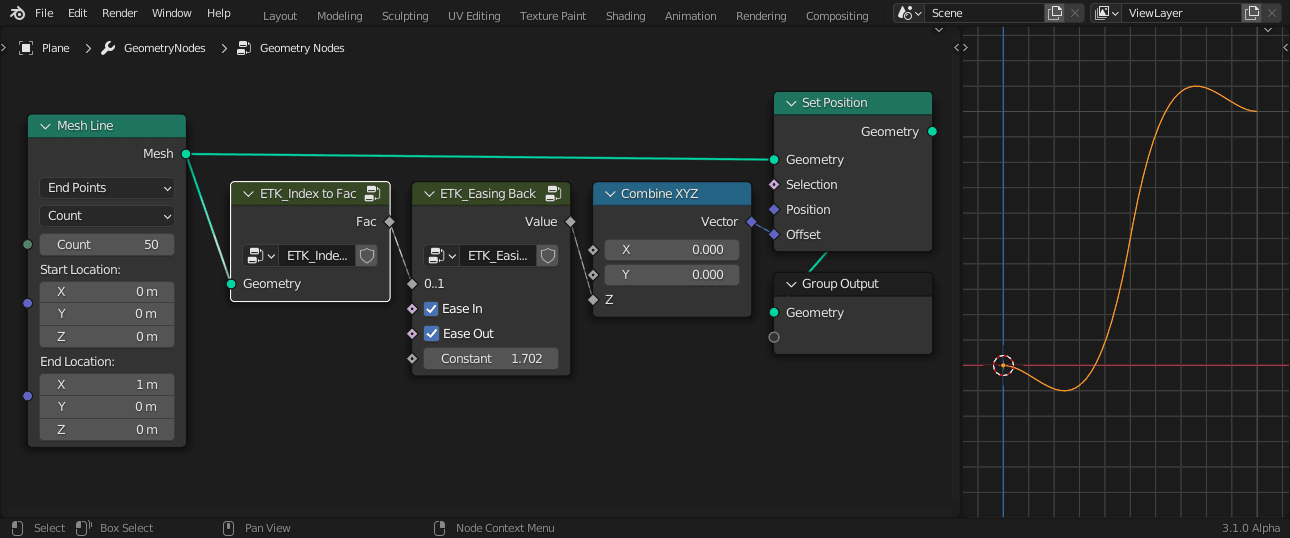 File Edit Render Window Help Layout Modeling Sculpting UV Editing Texture Paint Shading Animation Rendering Compositing Scene ViewLayer
Plane GeometryNodes Geometry Nodes
Mesh Line
Mesh
End Points
Count
Count 50
Start Location:
X 0 m
Y 0 m
Z 0 m
End Location:
X 1 m
Y 0 m
Z 0 m
ETK_Index to Fac
Fac
ETK_Inde...
Geometry
ETK_Easing Back
Value
ETK_Easi...
0..1
Ease In
Ease Out
Constant 1.702
Combine XYZ
Vector
X 0.000
Y 0.000
Z
Set Position
Geometry
Geometry
Selection
Position
Offset
Group Output
Geometry
Select Box Select Pan View Node Context Menu 3.1.0 Alpha